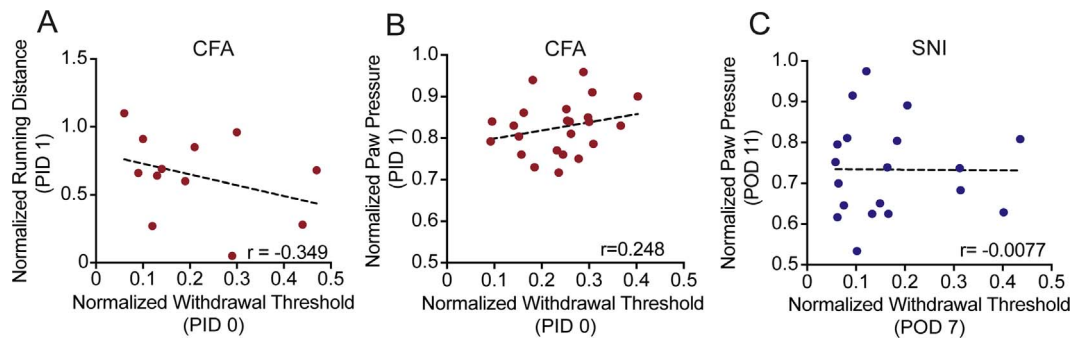 A
CFA
Normalized Running Distance
(PID 1)
1.5
1.0
0.5
0
0
0.1
0.2
0.3
0.4
0.5
r = -0.349
Normalized Withdrawal Threshold
(PID 0)
B
CFA
Normalized Paw Pressure
(PID 1)
1.0
0.9
0.8
0.7
0.6
0.5
0
0.1
0.2
0.3
0.4
0.5
r=0.248
Normalized Withdrawal Threshold
(PID 0)
C
SNI
Normalized Paw Pressure
(POD 11)
1.0
0.9
0.8
0.7
0.6
0.5
0
0.1
0.2
0.3
0.4
0.5
r= -0.0077
Normalized Withdrawal Threshold
(POD 7)